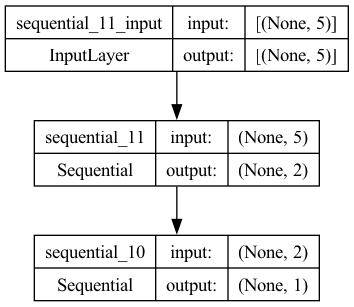 sequential_11_input input: [(None, 5)]
InputLayer output: [(None, 5)]
sequential_11 input: (None, 5)
Sequential output: (None, 2)
sequential_10 input: (None, 2)
Sequential output: (None, 1)